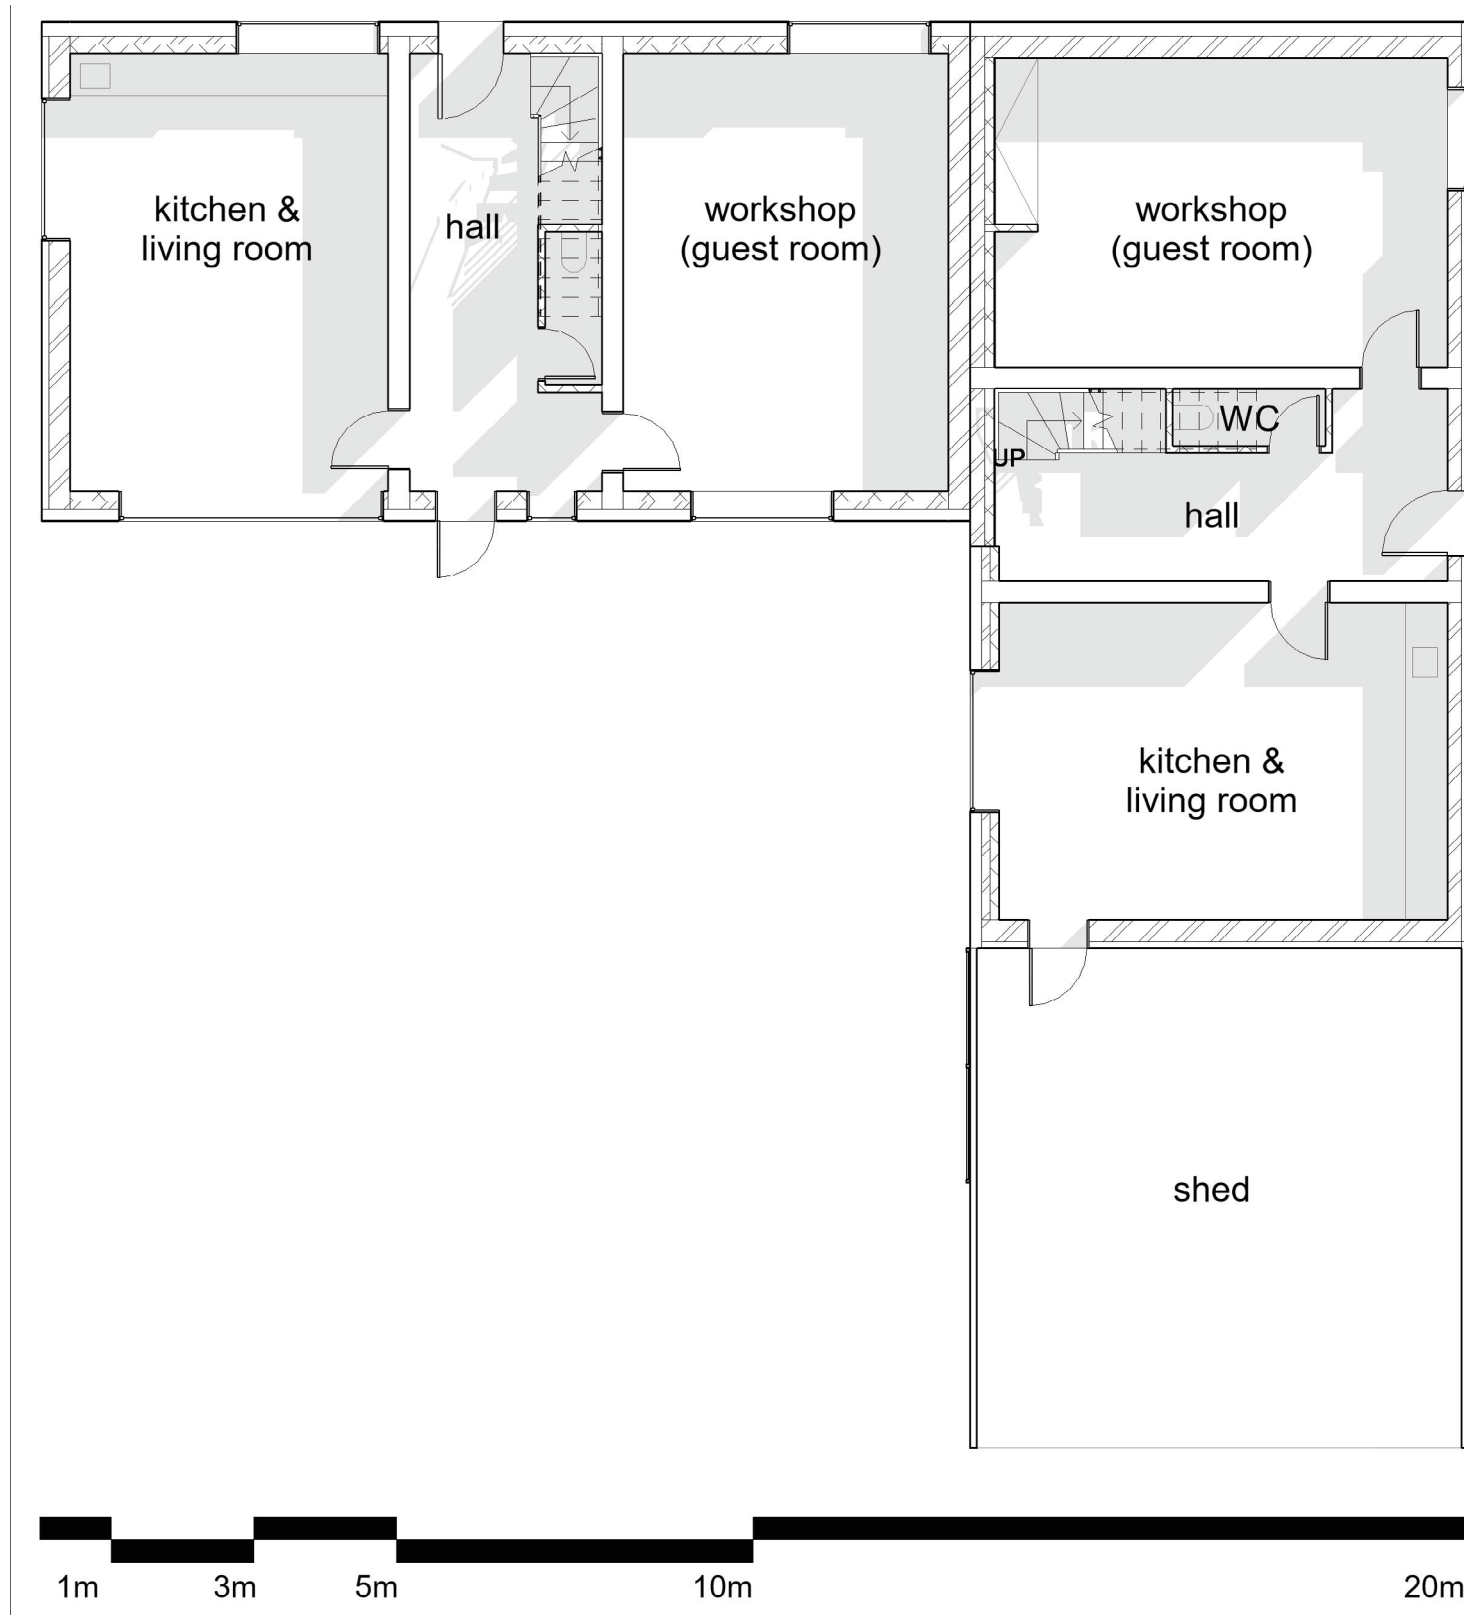 kitchen &
living room
hall
workshop
(guest room)
workshop
(guest room)
WC
UP
hall
kitchen &
living room
shed
1m 3m 5m 10m 20m